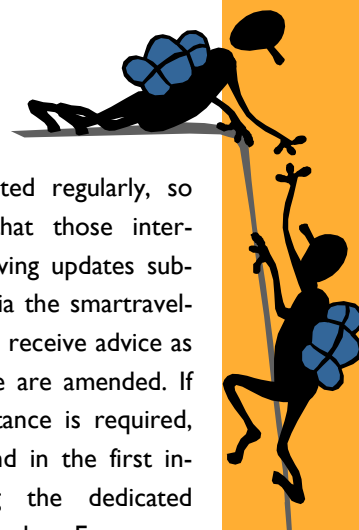 ted regularly, so
hat those inter-
ving updates sub-
ia the smartravel-
receive advice as
e are amended. If
tance is required,
nd in the first in-
g the dedicated